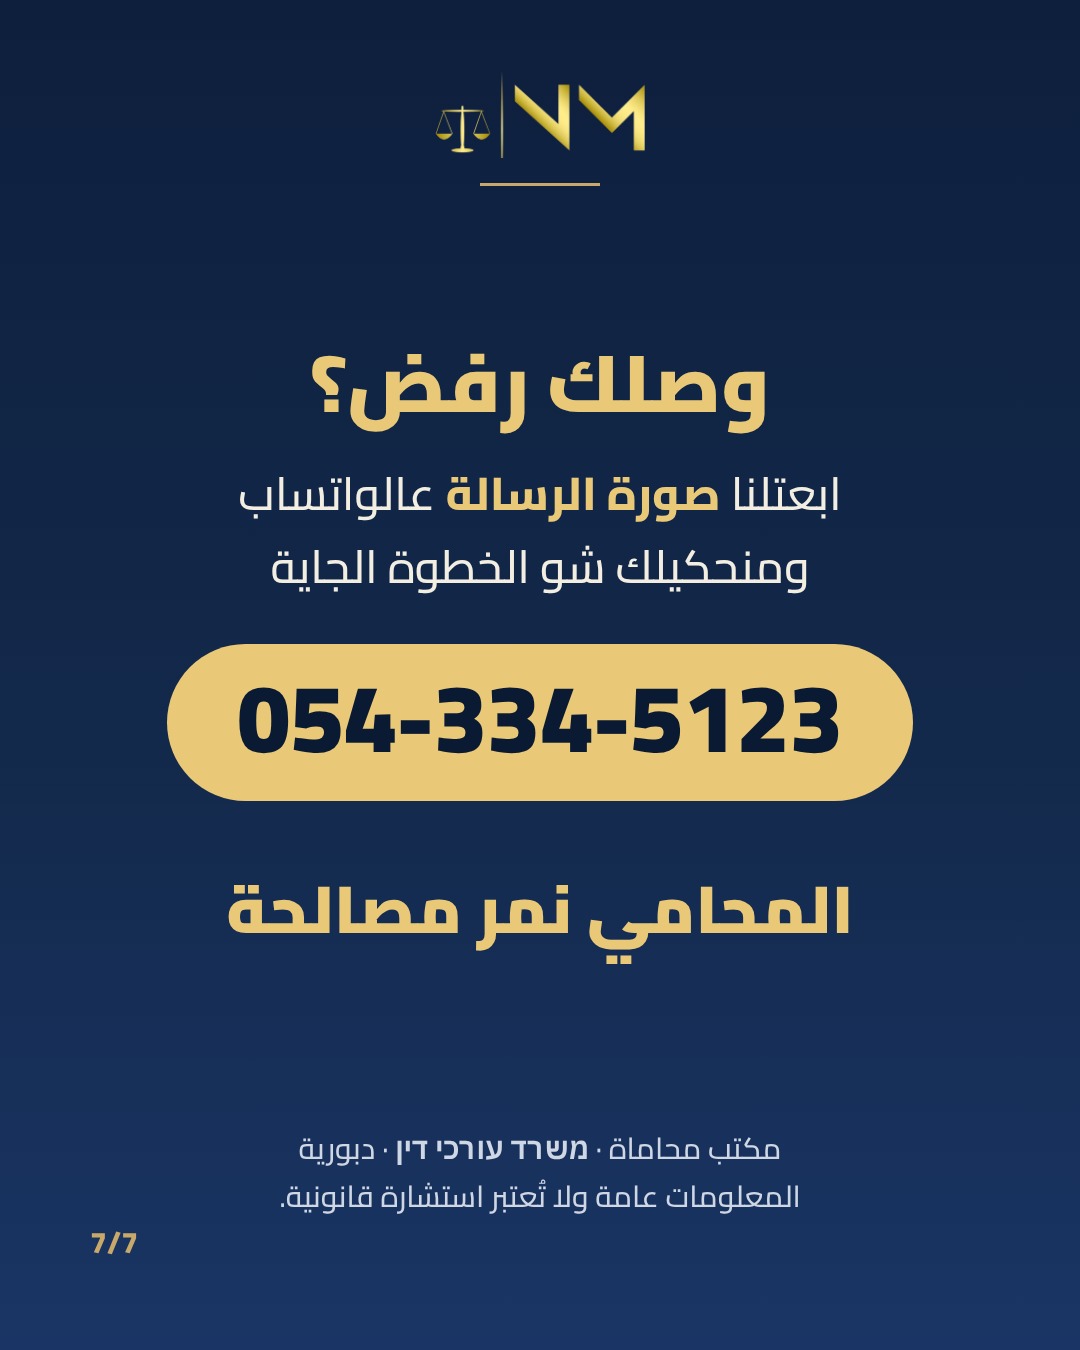 NM
وصلك رفض؟
ابعتلنا صورة الرسالة عالواتساب
ومنحكيلك شو الخطوة الجاية
054-334-5123
المحامي نمر مصالحة
مكتب محاماة · משרד עורכי דין · دبورية
المعلومات عامة ولا تُعتبر استشارة قانونية.
7/7